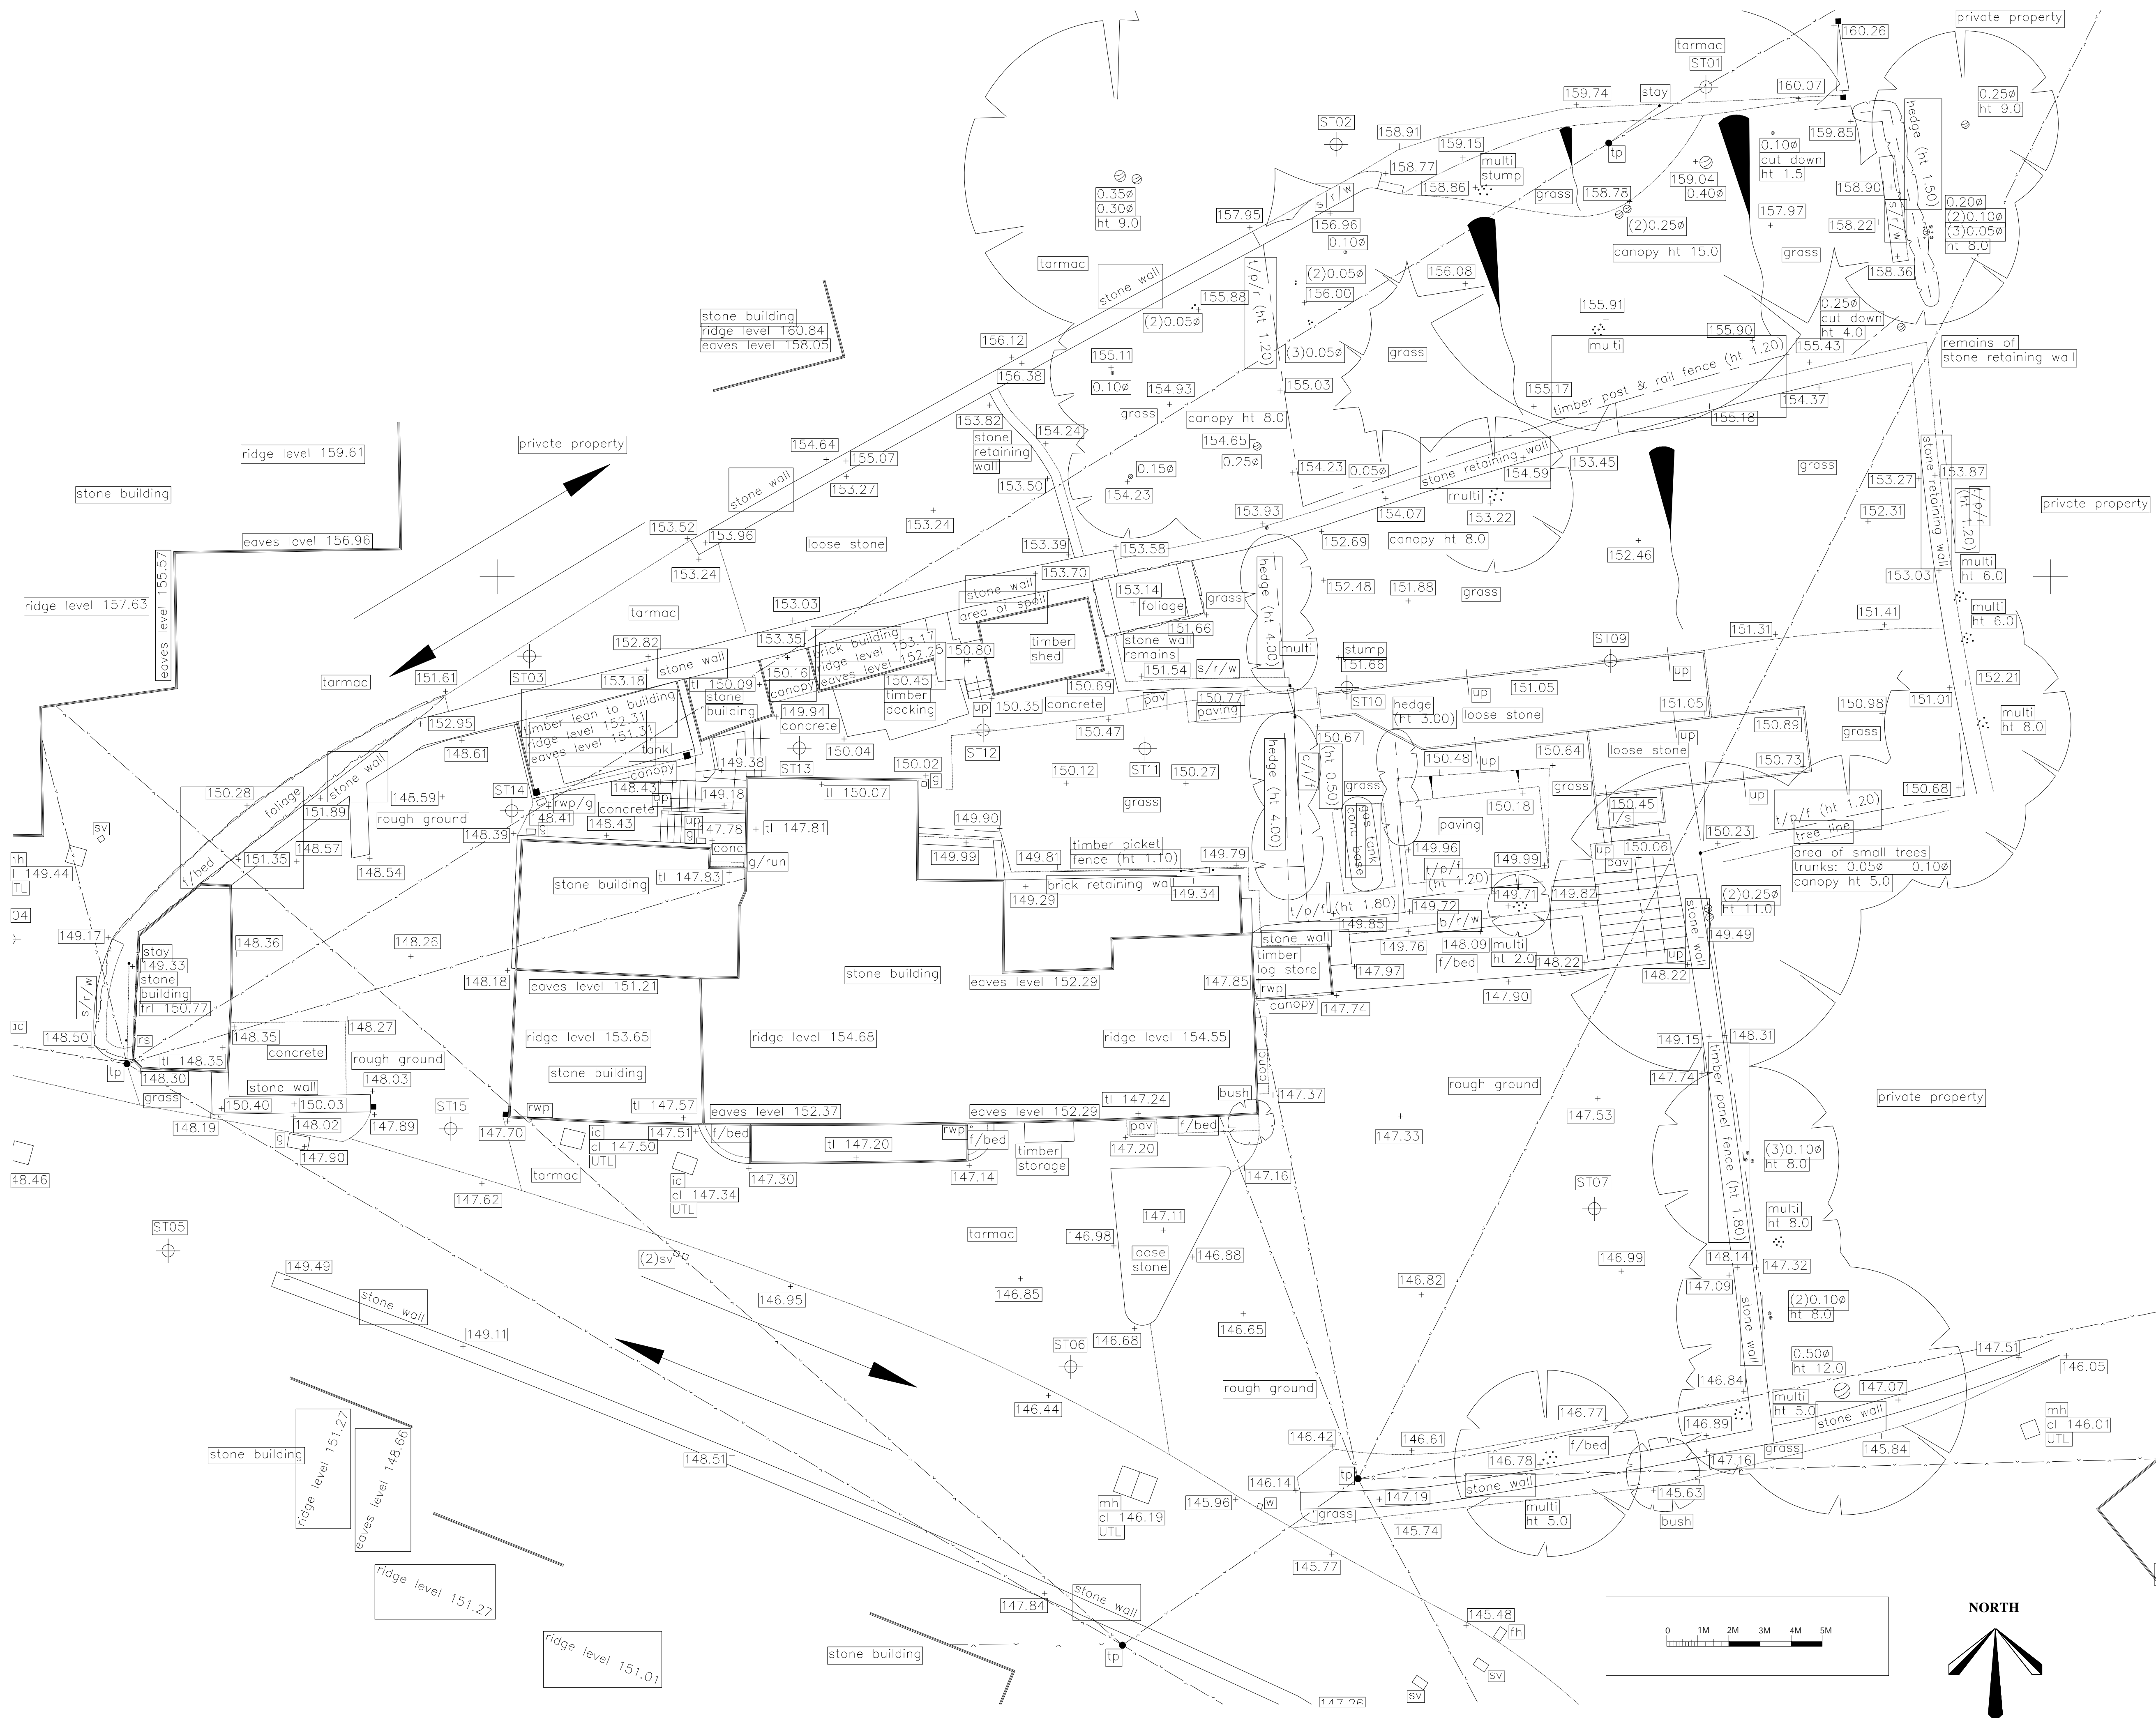 private property
160.26
tarmac
ST01
159.74
stay
160.07
0.25ø
ht 9.0
hedge (ht 1.50)
ST02
158.91
159.15
159.85
tp
0.10ø
cut down
ht 1.5
158.77
multi
stump
158.86
grass
158.78
159.04
0.40ø
158.90
s/r/w
0.35ø
0.30ø
ht 9.0
s/r/w
157.95
156.96
0.10ø
(2)0.25ø
157.97
158.22
0.20ø
(2)0.10ø
(3)0.05ø
ht 8.0
canopy ht 15.0
grass
158.36
tarmac
stone wall
t/p/r (ht 1.20)
(2)0.05ø
156.00
156.08
155.88
(2)0.05ø
155.91
multi
155.90
0.25ø
cut down
ht 4.0
155.43
remains of
stone retaining wall
stone building
ridge level 160.84
eaves level 158.05
156.12
156.38
155.11
0.10ø
(3)0.05ø
grass
timber post & rail fence (ht 1.20)
155.03
154.93
155.17
155.18
154.37
153.82
grass
canopy ht 8.0
stone
retaining
wall
154.24
154.65
0.25ø
ridge level 159.61
private property
154.64
155.07
153.27
stone wall
0.15ø
154.23
154.23
0.05ø
stone retaining wall
154.59
153.45
grass
stone retaining wall
153.87
153.27
t/p/r
(ht 1.20)
private property
stone building
153.50
multi
153.22
154.07
152.31
153.52
153.96
153.24
153.93
eaves level 156.96
loose stone
153.39
153.58
152.69
canopy ht 8.0
152.46
153.24
153.03
multi
ht 6.0
eaves level 155.57
ridge level 157.63
153.70
stone wall
153.14
foliage
grass
hedge (ht 4.00)
152.48
151.88
grass
151.41
multi
ht 6.0
tarmac
153.03
area of spoil
151.66
151.31
152.82
153.35
brick building
ridge level 153.17
eaves level 152.25
150.80
timber
shed
stone wall
remains
151.54
s/r/w
multi
stump
151.66
ST09
ST03
153.18
stone wall
tl 150.09
150.16
canopy
150.45
timber
decking
150.69
concrete
tarmac
151.61
152.95
stone
building
149.94
concrete
up
150.35
pav
150.77
paving
ST10
up
up
151.05
151.05
152.21
151.01
timber lean to building
ridge level 152.31
eaves level 151.31
tank
ST12
150.47
hedge
(ht 3.00)
loose stone
150.89
150.98
grass
multi
ht 8.0
148.61
149.38
ST13
150.04
150.02
g
ST11
150.12
150.27
150.67
150.48
up
150.64
loose stone
up
150.73
canopy
148.43
stone wall
foliage
ST14
rwp/g
concrete
up
149.18
tl 150.07
grass
hedge (ht 4.00)
c/l/f
(ht 0.50)
grass
gas tank
conc base
grass
150.18
paving
150.45
l/s
up
t/p/f (ht 1.20)
150.68
150.28
151.89
148.59
rough ground
148.39
148.41
g
148.43
up
g
147.78
conc
tl 147.81
g/run
149.90
timber picket
fence (ht 1.10)
149.99
149.81
149.79
149.96
149.99
up
pav
150.06
150.23
tree line
area of small trees
trunks: 0.05ø – 0.10ø
canopy ht 5.0
sv
mh
149.44
UTL
f/bed
151.35
148.57
148.54
stone building
tl 147.83
brick retaining wall
149.29
149.34
t/p/f
(ht 1.20)
149.71
149.82
(2)0.25ø
ht 11.0
t/p/f (ht 1.80)
149.72
149.85
b/r/w
stone wall
149.49
149.17
stay
149.33
stone
building
frl 150.77
148.36
148.26
stone wall
timber
log store
149.76
148.09
f/bed
multi
ht 2.0
148.22
up
148.22
s/r/w
148.18
eaves level 151.21
stone building
eaves level 152.29
147.85
rwp
canopy
147.97
147.74
147.90
148.50
rs
tp
tl 148.35
148.35
148.27
concrete
rough ground
ridge level 153.65
ridge level 154.68
ridge level 154.55
conc
149.15
148.31
148.30
grass
stone wall
148.03
stone building
147.37
rough ground
147.74
timber panel fence (ht 1.80)
private property
150.40
150.03
148.19
148.02
147.89
ST15
147.70
rwp
tl 147.57
eaves level 152.37
eaves level 152.29
tl 147.24
bush
147.53
147.33
g
147.90
148.46
ic
cl 147.50
UTL
147.51
f/bed
tl 147.20
rwp
f/bed
pav
f/bed
147.20
timber
storage
(3)0.10ø
ht 8.0
tarmac
147.62
ic
cl 147.34
UTL
147.30
147.14
147.16
ST07
multi
ht 8.0
ST05
(2)sv
tarmac
146.98
147.11
loose
stone
146.88
146.99
148.14
147.32
149.49
stone wall
146.95
146.85
146.82
147.09
149.11
ST06
146.68
146.65
stone wall
(2)0.10ø
ht 8.0
0.50ø
ht 12.0
147.51
146.05
rough ground
146.44
146.84
147.07
multi
ht 5.0
146.77
146.89
stone wall
mh
cl 146.01
UTL
stone building
ridge level 151.27
eaves level 148.66
148.51
146.42
146.61
f/bed
grass
145.84
146.14
tp
146.78
147.16
mh
cl 146.19
UTL
145.96
w
147.19
stone wall
145.63
bush
grass
145.74
multi
ht 5.0
145.77
ridge level 151.27
147.84
stone wall
145.48
fh
ridge level 151.01
stone building
tp
sv
sv
0 1M 2M 3M 4M 5M
NORTH